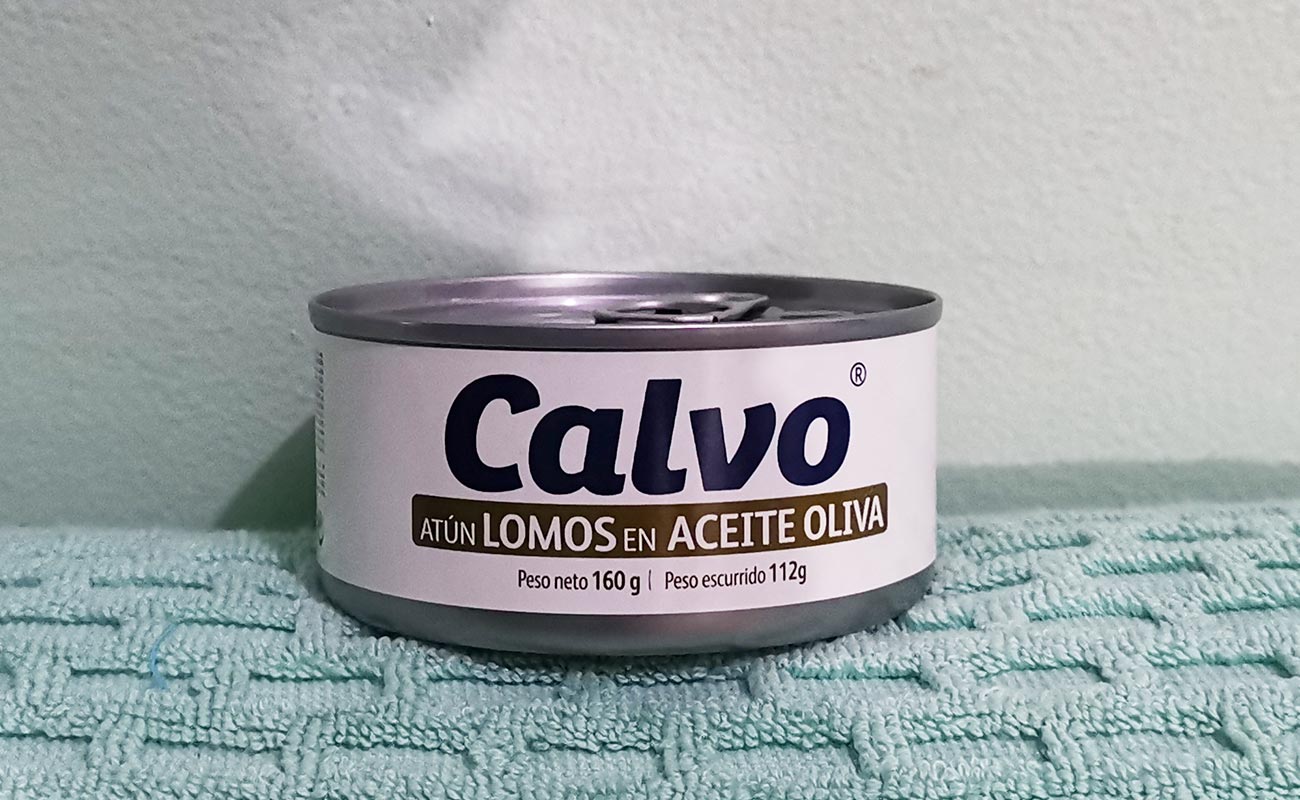 Calvo®
ATÚN LOMOS EN ACEITE OLIVA
Peso neto 160 g | Peso escurrido 112g